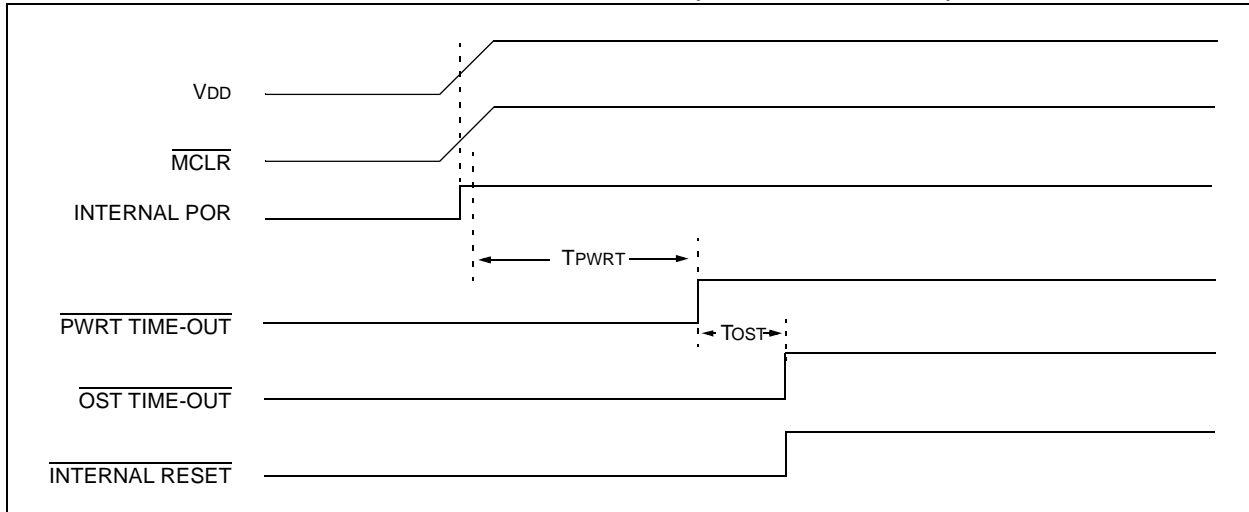 VDD
MCLR
INTERNAL POR
TPWRT
PWRT TIME-OUT
TOST
OST TIME-OUT
INTERNAL RESET